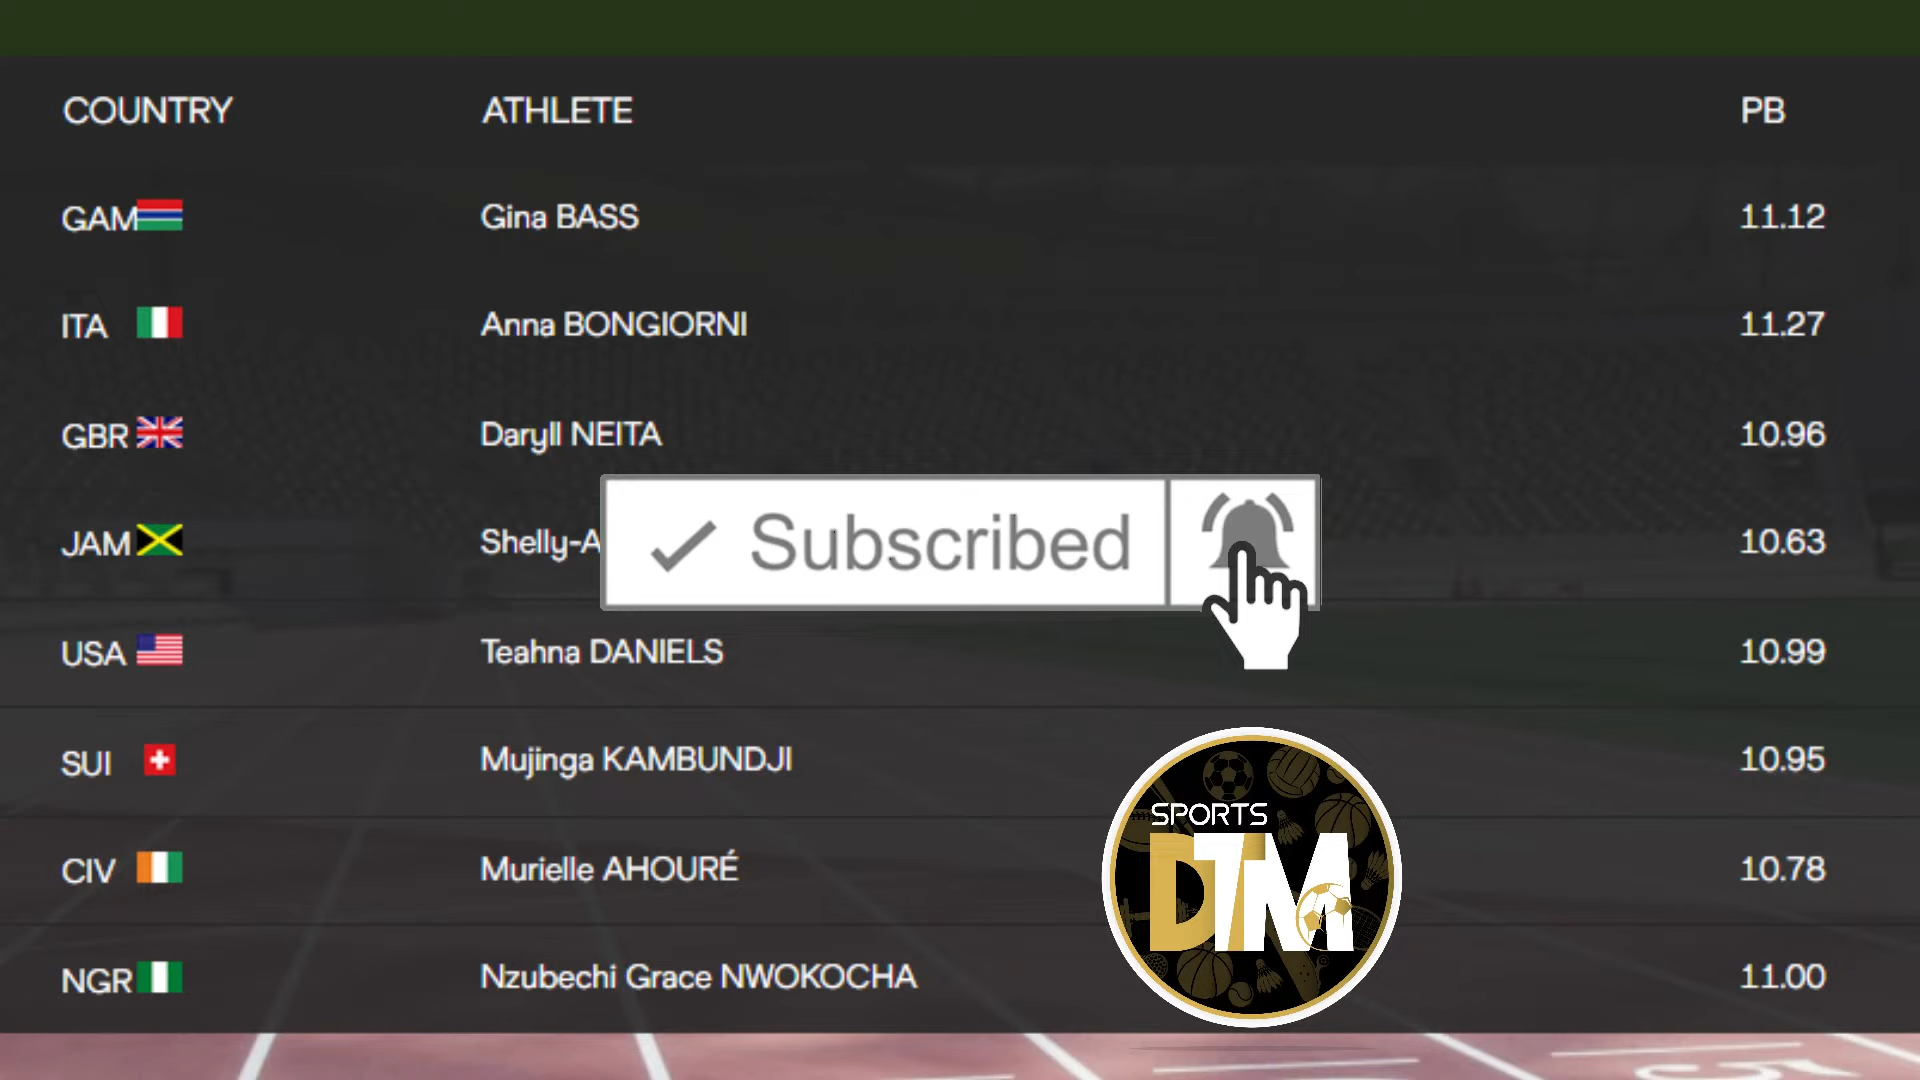 COUNTRY ATHLETE PB
GAM Gina BASS 11.12
ITA Anna BONGIORNI 11.27
GBR Daryll NEITA 10.96
JAM Shelly-A 10.63
Subscribed
USA Teahna DANIELS 10.99
SUI Mujinga KAMBUNDJI 10.95
CIV Murielle AHOURÉ 10.78
NGR Nzubechi Grace NWOKOCHA 11.00
SPORTS
DTM
5